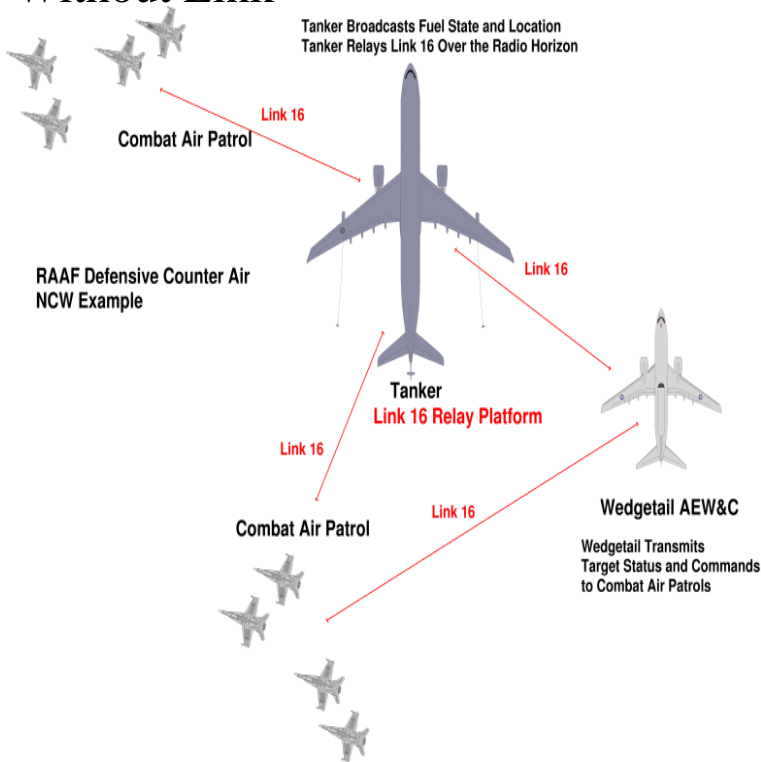 Without Link
Tanker Broadcasts Fuel State and Location
Tanker Relays Link 16 Over the Radio Horizon
Link 16
Combat Air Patrol
Link 16
RAAF Defensive Counter Air
NCW Example
Tanker
Link 16 Relay Platform
Link 16
Link 16
Wedgetail AEW&C
Combat Air Patrol
Wedgetail Transmits
Target Status and Commands
to Combat Air Patrols